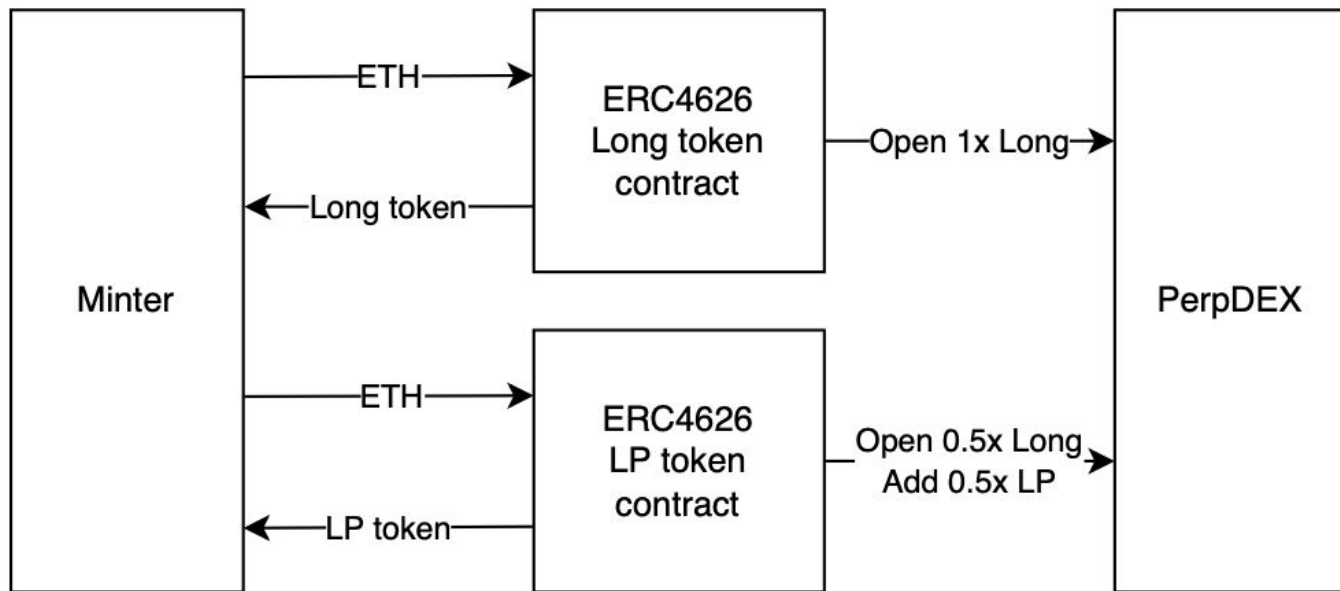 Minter
ETH
Long token
ERC4626
Long token
contract
Open 1x Long
ETH
LP token
ERC4626
LP token
contract
Open 0.5x Long
Add 0.5x LP
PerpDEX